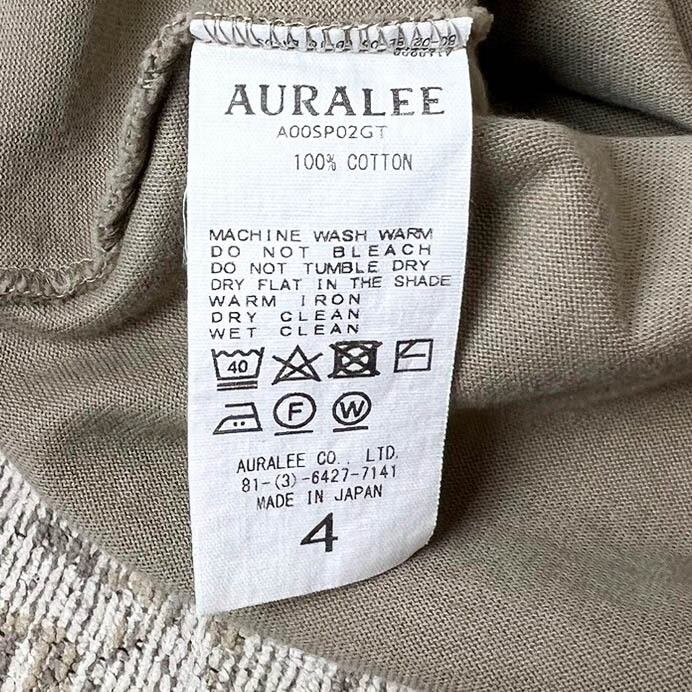 AURALEE
A00SP02GT
100% COTTON
MACHINE WASH WARM
DO NOT BLEACH
DO NOT TUMBLE DRY
DRY FLAT IN THE SHADE
WARM IRON
DRY CLEAN
WET CLEAN
40
F W
AURALEE CO., LTD.
81-(3)-6427-7141
MADE IN JAPAN
4